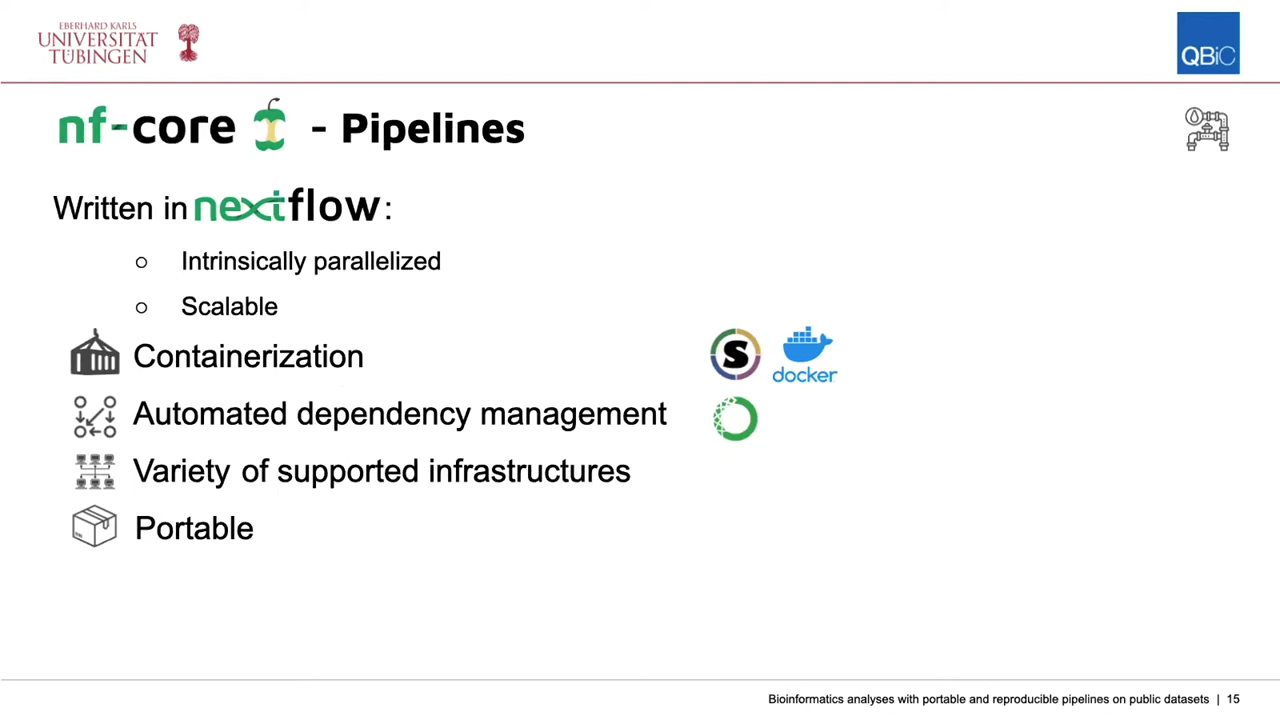 EBERHARD KARLS
UNIVERSITÄT
TÜBINGEN
QBiC
nf-core - Pipelines
Written in nextflow :
○ Intrinsically parallelized
○ Scalable
Containerization
S docker
Automated dependency management
Variety of supported infrastructures
Portable
Bioinformatics analyses with portable and reproducible pipelines on public datasets | 15